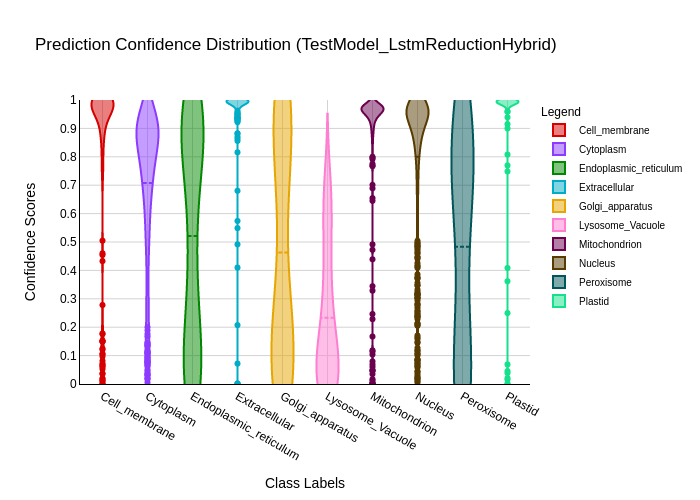 Prediction Confidence Distribution (TestModel_LstmReductionHybrid)
Confidence Scores
1
0.9
0.8
0.7
0.6
0.5
0.4
0.3
0.2
0.1
0
Cell_membrane
Cytoplasm
Endoplasmic_reticulum
Extracellular
Golgi_apparatus
Lysosome_Vacuole
Mitochondrion
Nucleus
Peroxisome
Plastid
Class Labels
Legend
Cell_membrane
Cytoplasm
Endoplasmic_reticulum
Extracellular
Golgi_apparatus
Lysosome_Vacuole
Mitochondrion
Nucleus
Peroxisome
Plastid